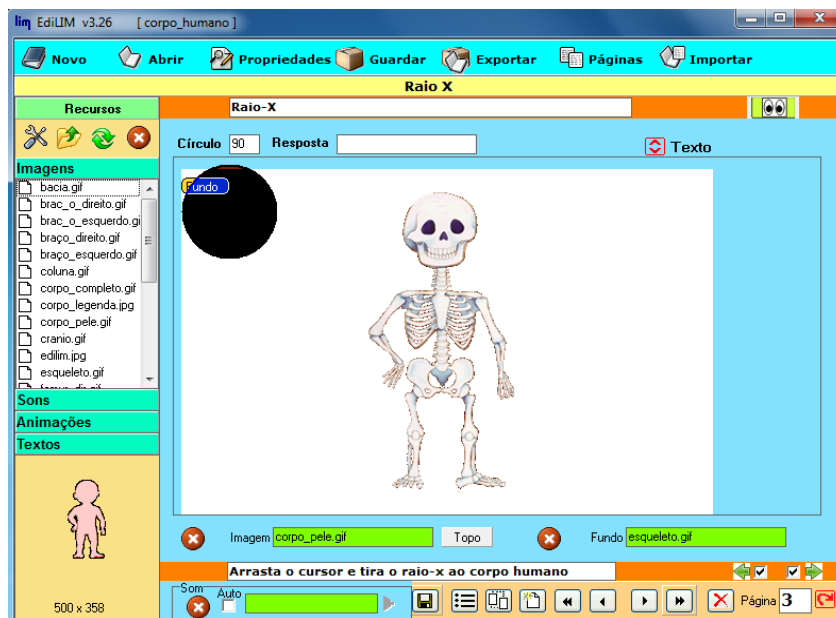 lim EdiLIM v3.26 [ corpo_humano ]
Novo Abrir Propriedades Guardar Exportar Páginas Importar
Raio X
Recursos
Raio-X
Círculo 90 Resposta
Texto
Imagens
bacia.gif
brac_o_direito.gif
brac_o_esquerdo.gi
braço_direito.gif
braço_esquerdo.gif
coluna.gif
corpo_completo.gif
corpo_legenda.jpg
corpo_pele.gif
cranio.gif
edilim.jpg
esqueleto.gif
Sons
Animações
Textos
500 x 358
Fundo
Imagem corpo_pele.gif Topo Fundo esqueleto.gif
Arrasta o cursor e tira o raio-x ao corpo humano
Som Auto
Página 3